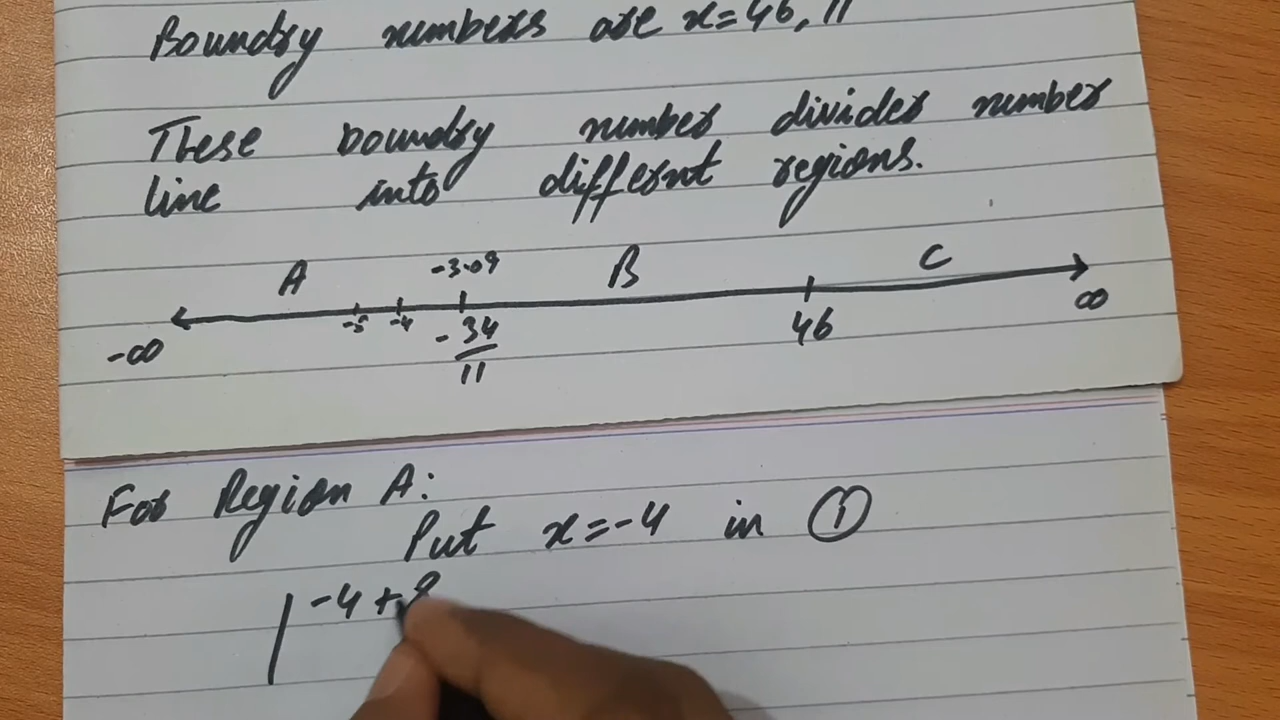 Boundry numbers are x=46, 11
These boundry number divides number
line into different regions.
A -3.09 B C
-∞ -5 -4 -34/11 46 ∞
For Region A:
Put x=-4 in ①
|-4+8